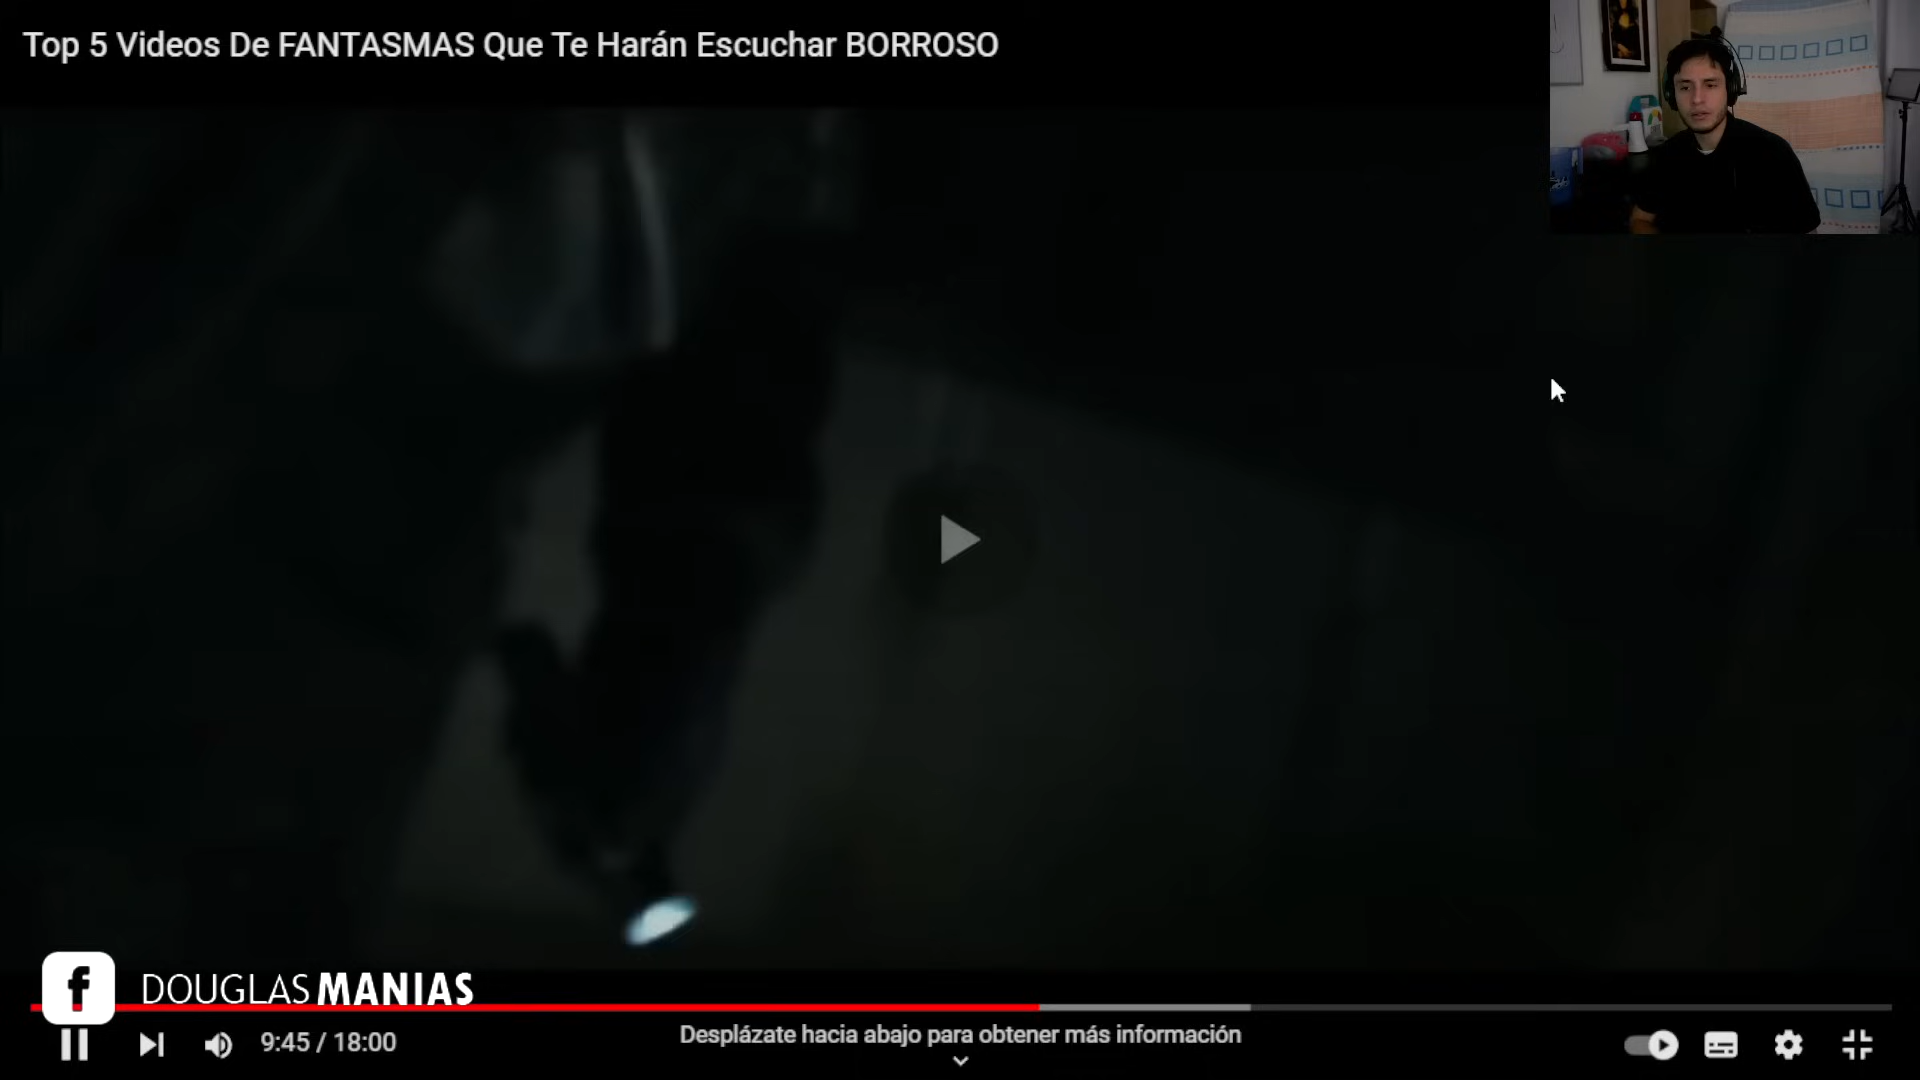 Top 5 Videos De FANTASMAS Que Te Harán Escuchar BORROSO
f DOUGLASMANIAS
9:45 / 18:00
Desplázate hacia abajo para obtener más información